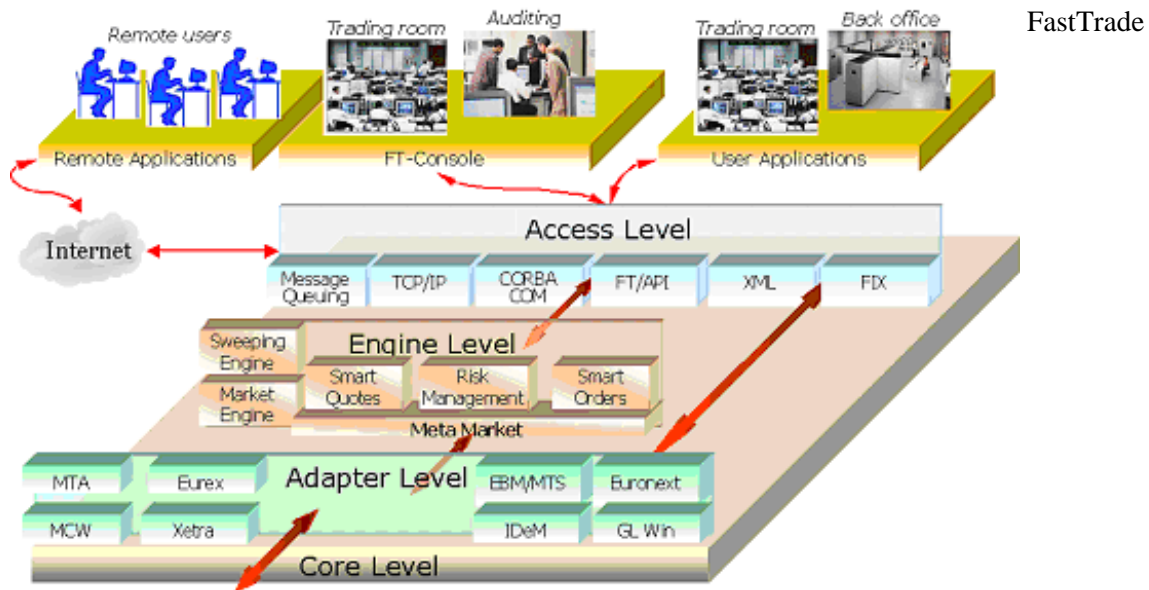 FastTrade
Remote users
Trading room
Auditing
Trading room
Back office
Remote Applications
FT-Console
User Applications
Internet
Access Level
Message
Queuing
TCP/IP
CORBA
COM
FT/API
XML
FIX
Sweeping
Engine
Engine Level
Market
Engine
Smart
Quotes
Risk
Management
Smart
Orders
Meta Market
MTA
Eurex
Adapter Level
EBM/MTS
Euronext
MCW
Xetra
IDeM
GL Win
Core Level